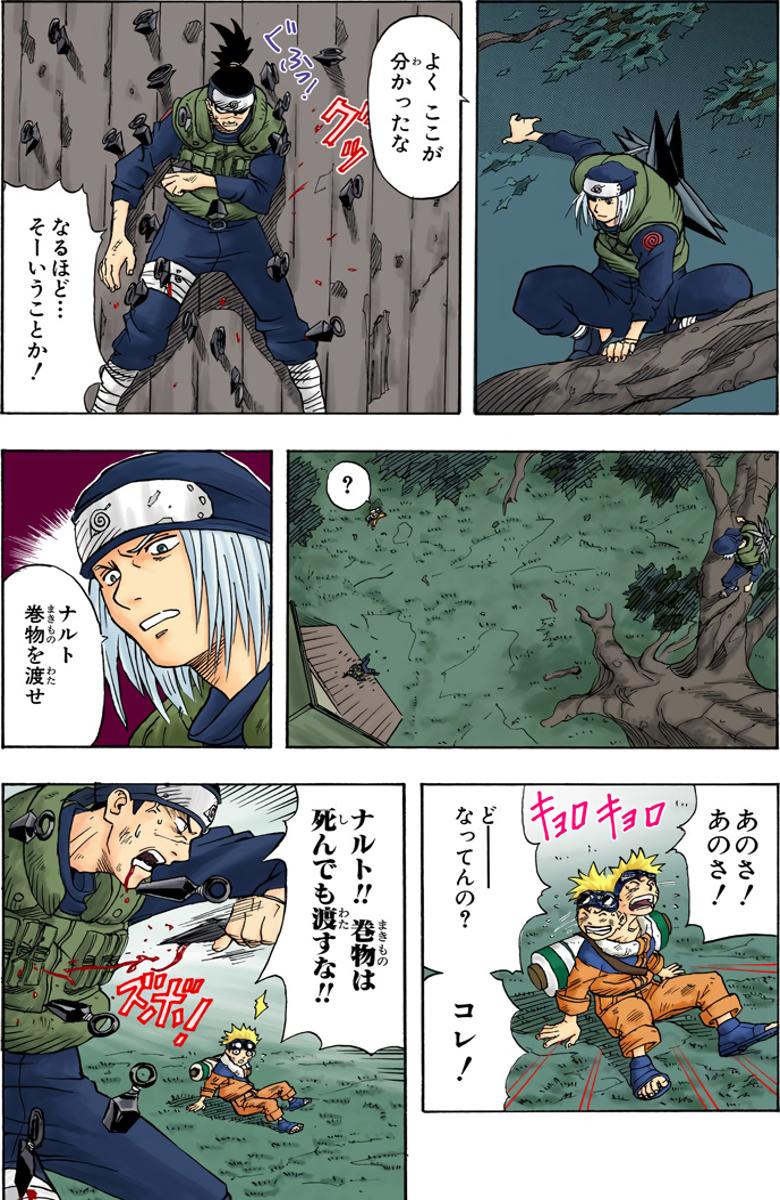 よくここが
分かったな
ぐふっ!
グッ
なるほど…
そーいうことか!
?
ナルト
巻物を渡せ
あのさ!
あのさ!
キョロキョロ
どー
なってんの?
コレ!
ナルト!!巻物は
死んでも渡すな!!
ズボ!